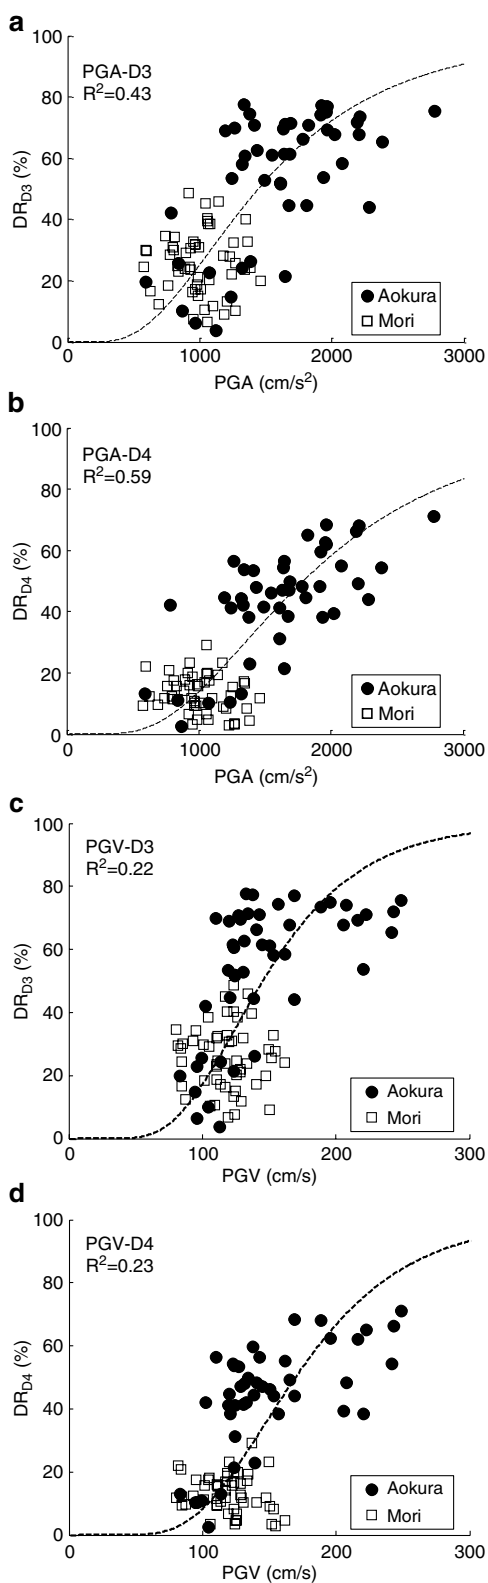 a
100
80
60
40
20
0
DR_D3 (%)
PGA-D3
R²=0.43
Aokura
Mori
0 1000 2000 3000
PGA (cm/s²)
b
100
80
60
40
20
0
DR_D4 (%)
PGA-D4
R²=0.59
Aokura
Mori
0 1000 2000 3000
PGA (cm/s²)
c
100
80
60
40
20
0
DR_D3 (%)
PGV-D3
R²=0.22
Aokura
Mori
0 100 200 300
PGV (cm/s)
d
100
80
60
40
20
0
DR_D4 (%)
PGV-D4
R²=0.23
Aokura
Mori
0 100 200 300
PGV (cm/s)